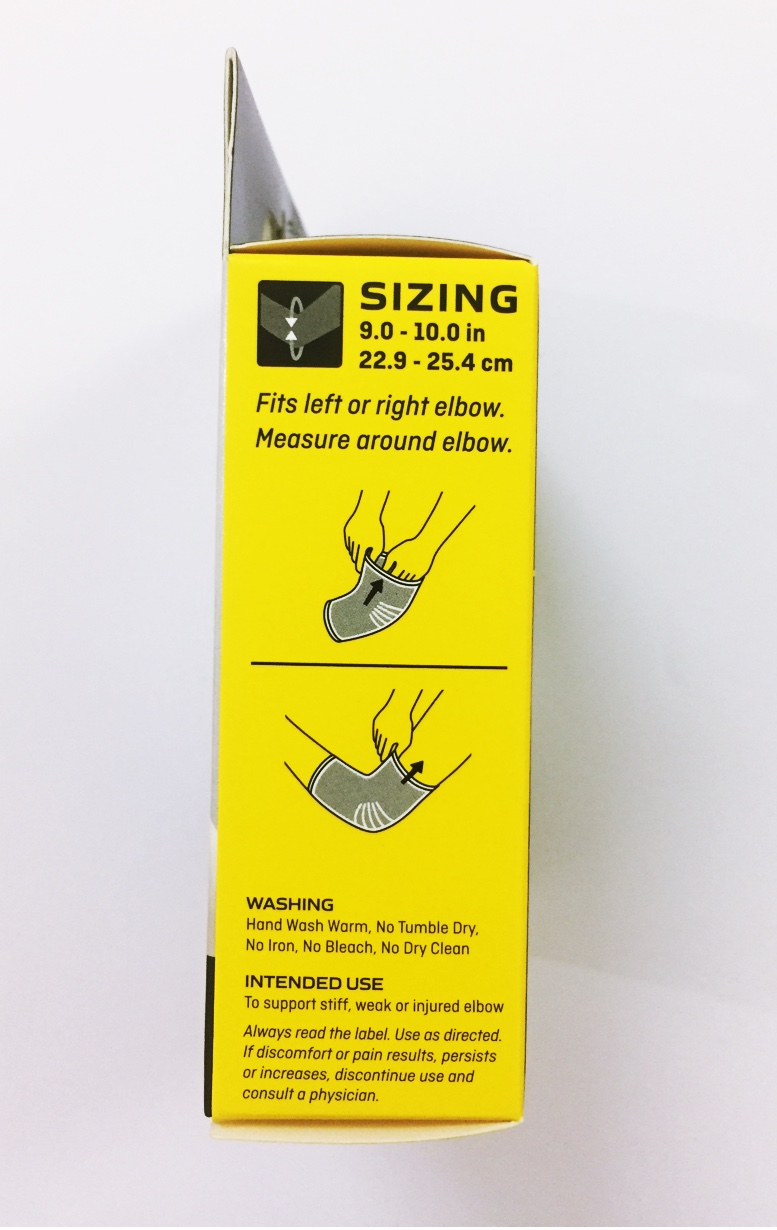 SIZING
9.0 - 10.0 in
22.9 - 25.4 cm
Fits left or right elbow.
Measure around elbow.
WASHING
Hand Wash Warm, No Tumble Dry,
No Iron, No Bleach, No Dry Clean
INTENDED USE
To support stiff, weak or injured elbow
Always read the label. Use as directed.
If discomfort or pain results, persists
or increases, discontinue use and
consult a physician.